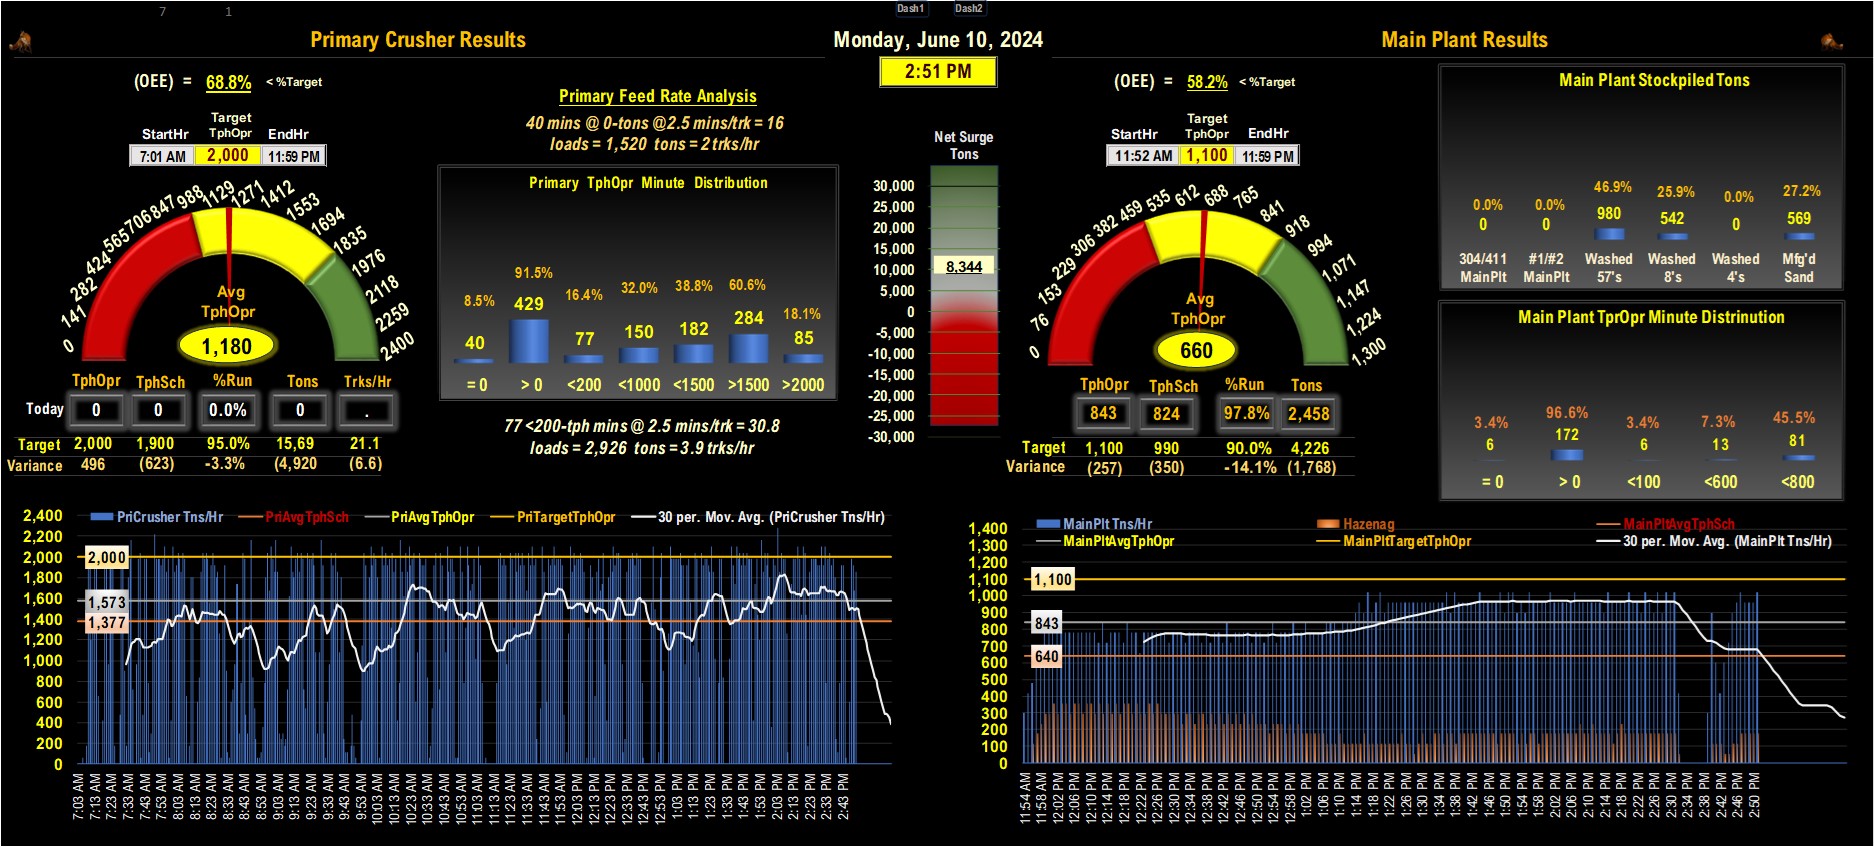 7 1 Dash1 Dash2
Primary Crusher Results
Monday, June 10, 2024
Main Plant Results
2:51 PM
(OEE) = 68.8% < %Target
Target
StartHr TphOpr EndHr
7:01 AM 2,000 11:59 PM
0 141 282 424 565 706 847 988 1129 1271 1412 1553 1694 1835 1976 2118 2259 2400
Avg
TphOpr
1,180
TphOpr TphSch %Run Tons Trks/Hr
Today 0 0 0.0% 0 .
Target 2,000 1,900 95.0% 15,69 21.1
Variance 496 (623) -3.3% (4,920 (6.6)
Primary Feed Rate Analysis
40 mins @ 0-tons @2.5 mins/trk = 16
loads = 1,520 tons = 2 trks/hr
Primary TphOpr Minute Distribution
8.5% 91.5% 16.4% 32.0% 38.8% 60.6% 18.1%
40 429 77 150 182 284 85
= 0 > 0 <200 <1000 <1500 >1500 >2000
77 <200-tph mins @ 2.5 mins/trk = 30.8
loads = 2,926 tons = 3.9 trks/hr
Net Surge
Tons
30,000
25,000
20,000
15,000
10,000
8,344
5,000
0
-5,000
-10,000
-15,000
-20,000
-25,000
-30,000
(OEE) = 58.2% < %Target
Target
StartHr TphOpr EndHr
11:52 AM 1,100 11:59 PM
0 76 153 229 306 382 459 535 612 688 765 841 918 994 1,071 1,147 1,224 1,300
Avg
TphOpr
660
TphOpr TphSch %Run Tons
843 824 97.8% 2,458
Target 1,100 990 90.0% 4,226
Variance (257) (350) -14.1% (1,768)
Main Plant Stockpiled Tons
0.0% 0.0% 46.9% 25.9% 0.0% 27.2%
0 0 980 542 0 569
304/411 #1/#2 Washed Washed Washed Mfg'd
MainPlt MainPlt 57's 8's 4's Sand
Main Plant TprOpr Minute Distrinution
3.4% 96.6% 3.4% 7.3% 45.5%
6 172 6 13 81
= 0 > 0 <100 <600 <800
PriCrusher Tns/Hr PriAvgTphSch PriAvgTphOpr PriTargetTphOpr 30 per. Mov. Avg. (PriCrusher Tns/Hr)
2,400
2,200
2,000
1,800
1,600
1,400
1,200
1,000
800
600
400
200
0
2,000
1,573
1,377
7:03 AM 7:13 AM 7:23 AM 7:33 AM 7:43 AM 7:53 AM 8:03 AM 8:13 AM 8:23 AM 8:33 AM 8:43 AM 8:53 AM 9:03 AM 9:13 AM 9:23 AM 9:33 AM 9:43 AM 9:53 AM 10:03 AM 10:13 AM 10:23 AM 10:33 AM 10:43 AM 10:53 AM 11:03 AM 11:13 AM 11:23 AM 11:33 AM 11:43 AM 11:53 AM 12:03 PM 12:13 PM 12:23 PM 12:33 PM 12:43 PM 12:53 PM 1:03 PM 1:13 PM 1:23 PM 1:33 PM 1:43 PM 1:53 PM 2:03 PM 2:13 PM 2:23 PM 2:33 PM 2:43 PM
MainPlt Tns/Hr Hazenag MainPltAvgTphSch
MainPltAvgTphOpr MainPltTargetTphOpr 30 per. Mov. Avg. (MainPlt Tns/Hr)
1,400
1,300
1,200
1,100
1,000
900
800
700
600
500
400
300
200
100
0
1,100
843
640
11:54 AM 11:58 AM 12:02 PM 12:06 PM 12:10 PM 12:14 PM 12:18 PM 12:22 PM 12:26 PM 12:30 PM 12:34 PM 12:38 PM 12:42 PM 12:46 PM 12:50 PM 12:54 PM 12:58 PM 1:02 PM 1:06 PM 1:10 PM 1:14 PM 1:18 PM 1:22 PM 1:26 PM 1:30 PM 1:34 PM 1:38 PM 1:42 PM 1:46 PM 1:50 PM 1:54 PM 1:58 PM 2:02 PM 2:06 PM 2:10 PM 2:14 PM 2:18 PM 2:22 PM 2:26 PM 2:30 PM 2:34 PM 2:38 PM 2:42 PM 2:46 PM 2:50 PM